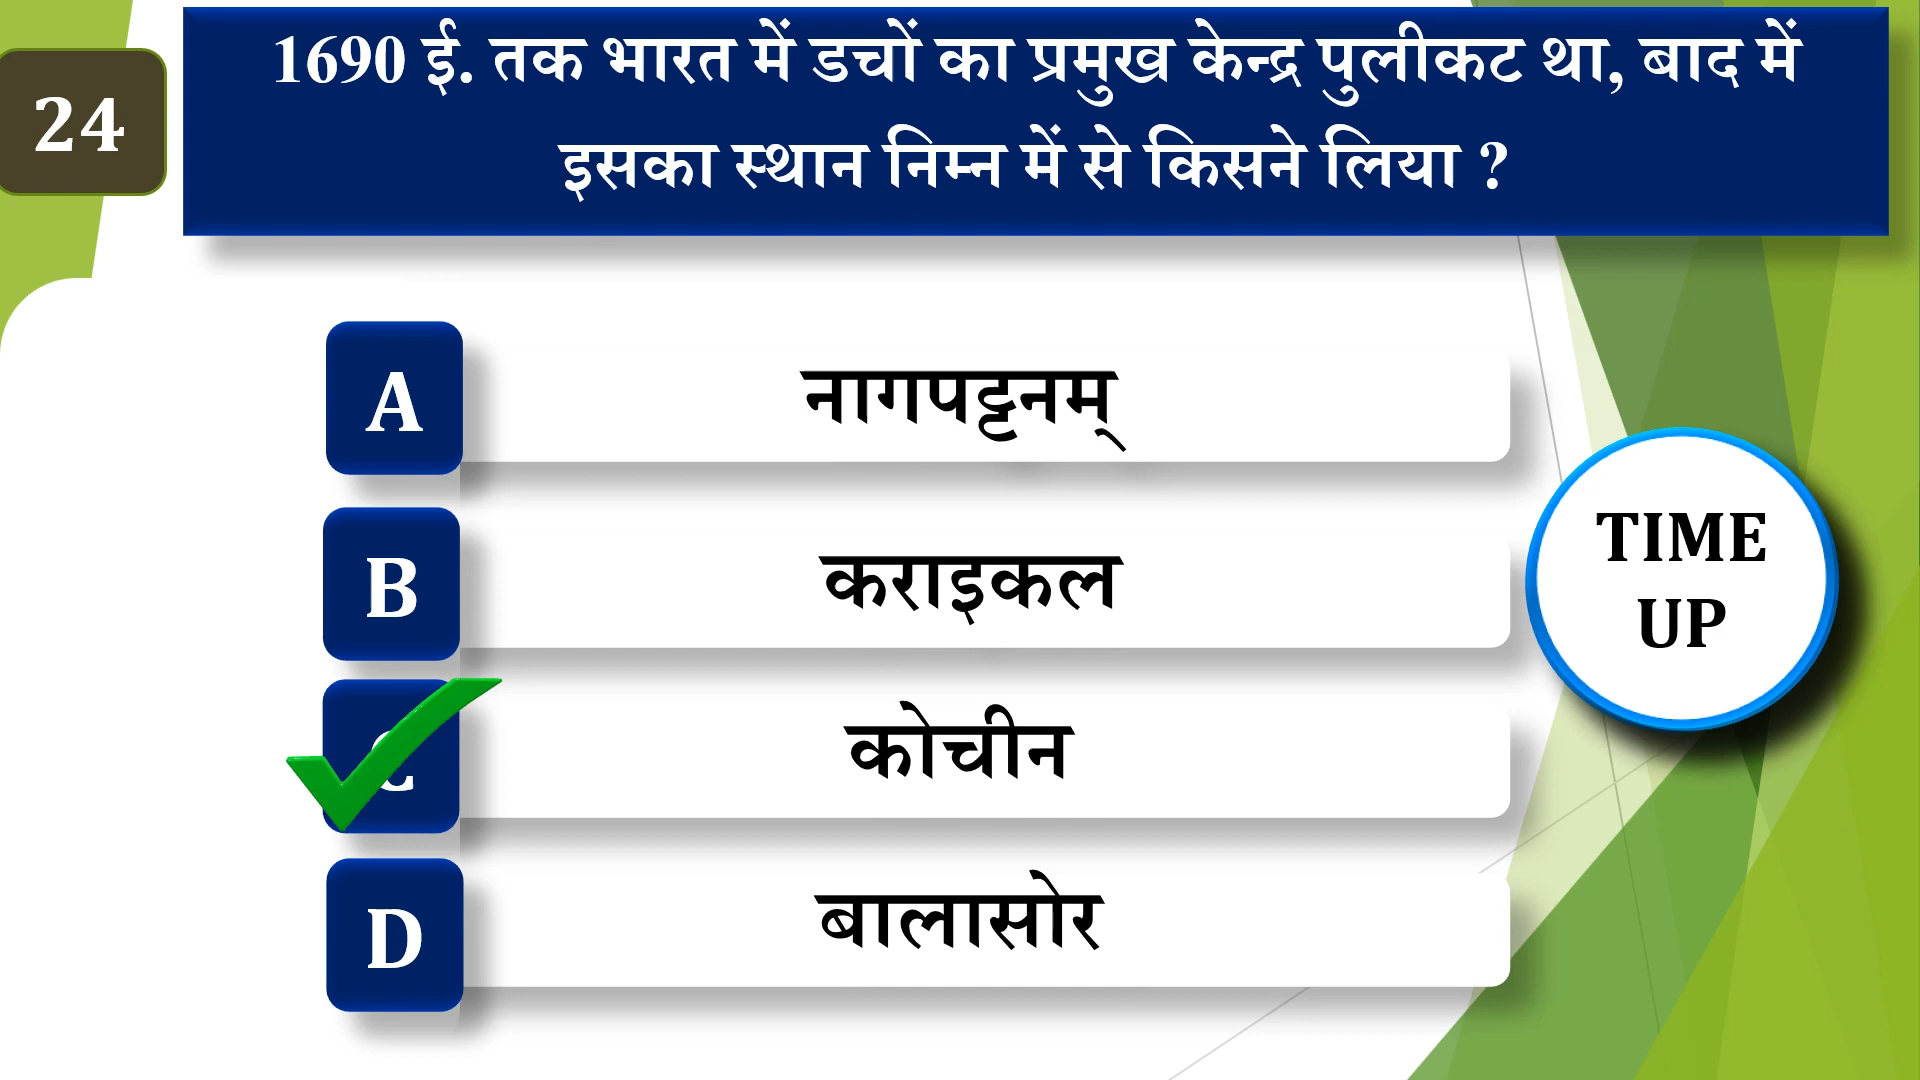 24
1690 ई. तक भारत में डचों का प्रमुख केन्द्र पुलीकट था, बाद में
इसका स्थान निम्न में से किसने लिया ?
A
नागपट्टनम्
B
कराइकल
C
कोचीन
D
बालासोर
TIME
UP